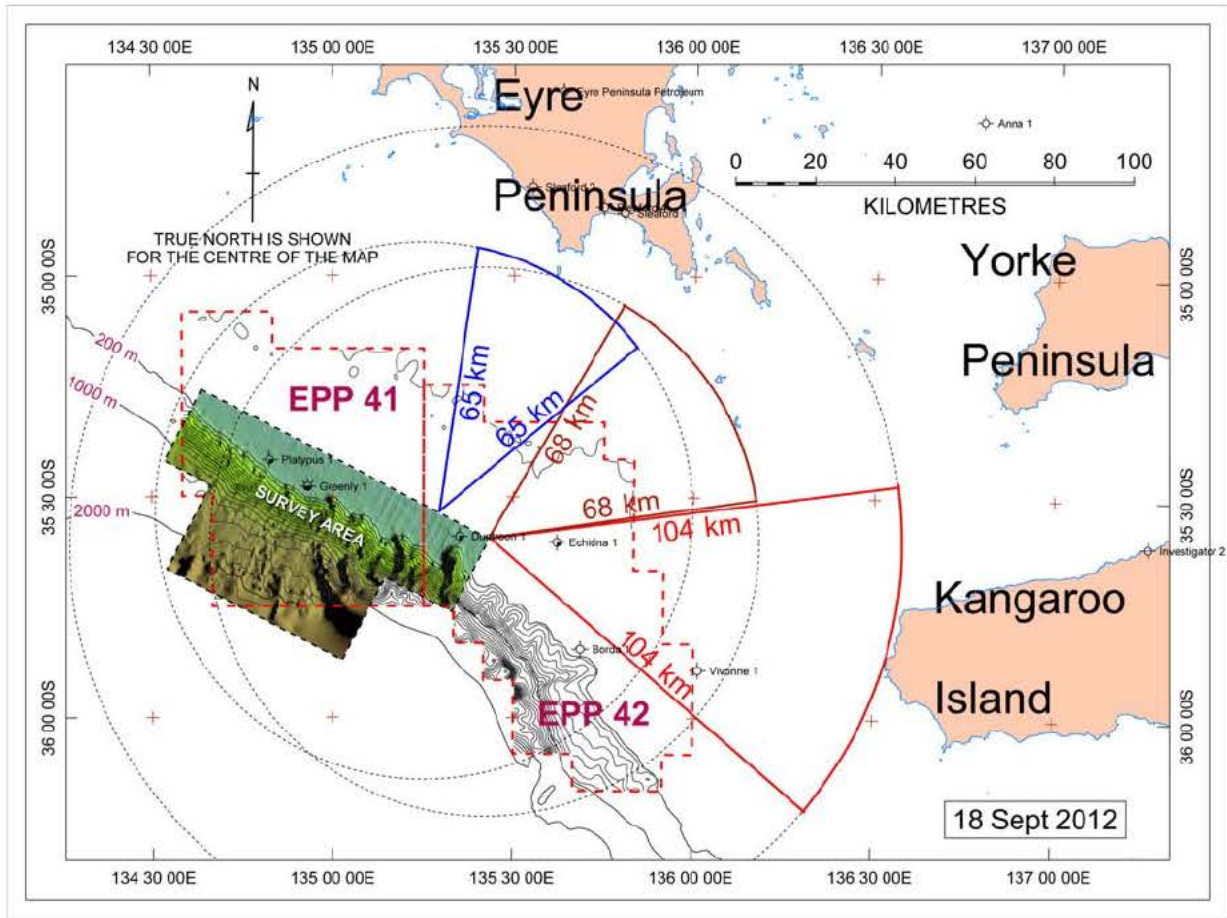 134 30 00E
135 00 00E
135 30 00E
136 00 00E
136 30 00E
137 00 00E
N
Eyre
Eyre Peninsula Petroleum
Anna 1
0 20 40 60 80 100
KILOMETRES
Sleaford 2
Peninsula
Sleaford 1
TRUE NORTH IS SHOWN
FOR THE CENTRE OF THE MAP
Yorke
Peninsula
35 00 00S
35 00 00S
200 m
1000 m
2000 m
EPP 41
65 km
65 km
68 km
68 km
104 km
104 km
Platypus 1
Greenly 1
SURVEY AREA
Duntroon 1
Echidna 1
35 30 00S
35 30 00S
Investigator 2
Kangaroo
Island
Borda 1
Vivonne 1
EPP 42
36 00 00S
36 00 00S
18 Sept 2012
134 30 00E
135 00 00E
135 30 00E
136 00 00E
136 30 00E
137 00 00E